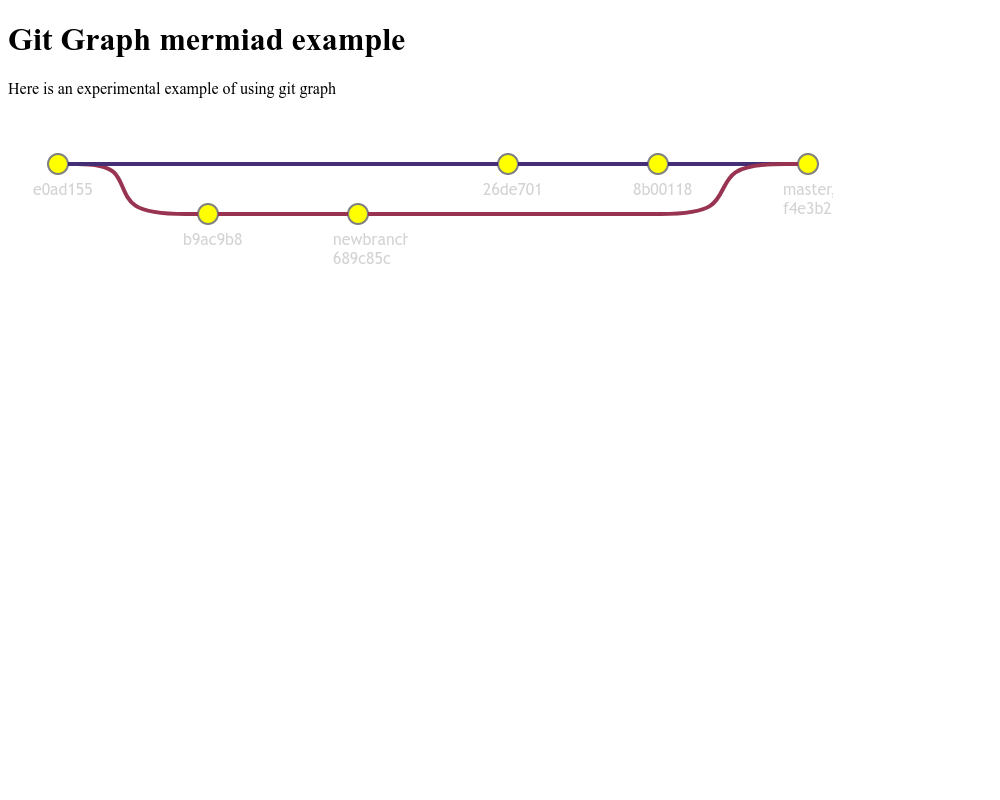 Git Graph mermiad example
Here is an experimental example of using git graph
e0ad155
26de701
8b00118
master,
f4e3b2
b9ac9b8
newbranch
689c85c